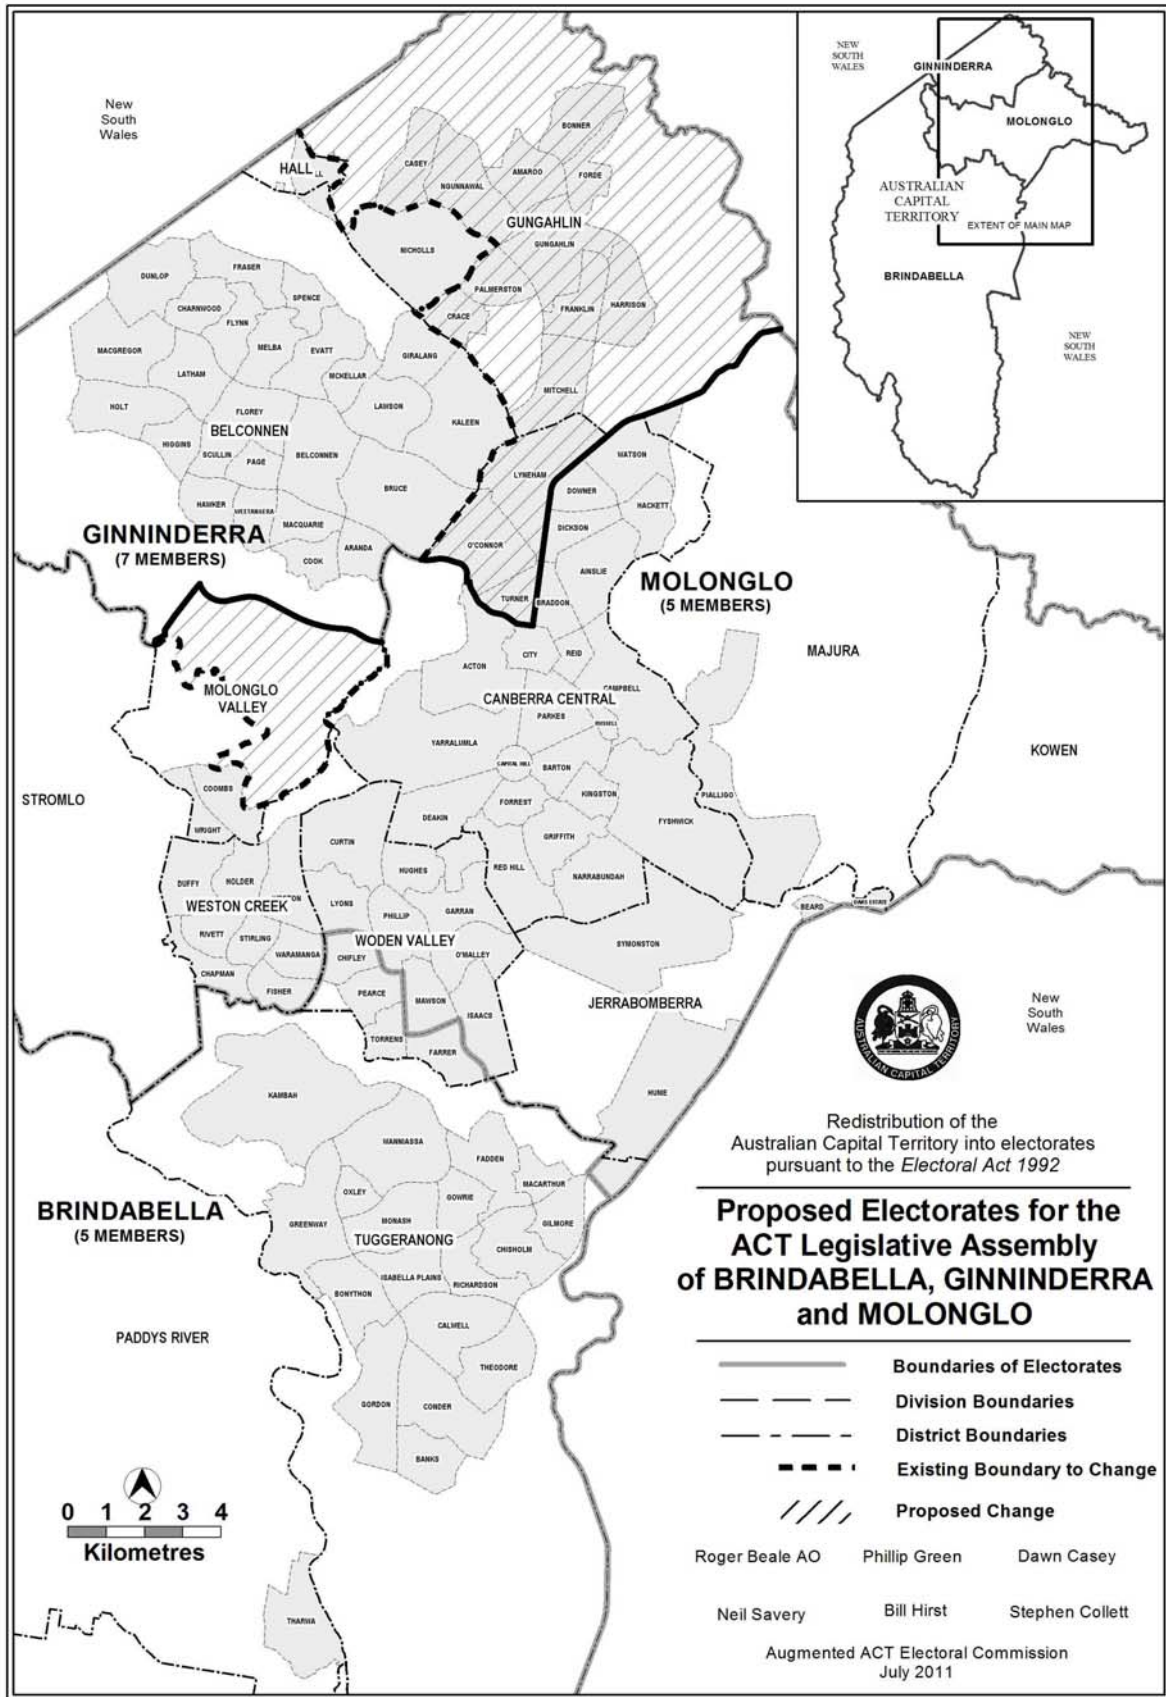 New
South
Wales
NEW
SOUTH
WALES
GINNINDERRA
MOLONGLO
AUSTRALIAN
CAPITAL
TERRITORY
EXTENT OF MAIN MAP
BRINDABELLA
NEW
SOUTH
WALES
HALL
BONNER
CASEY
NGUNNAWAL
AMAROO
FORDE
GUNGAHLIN
NICHOLLS
GUNGAHLIN
PALMERSTON
CRACE
FRANKLIN
HARRISON
MITCHELL
DUNLOP
FRASER
SPENCE
CHARNWOOD
FLYNN
MACGREGOR
MELBA
EVATT
GIRALANG
LATHAM
MCKELLAR
HOLT
FLOREY
LAWSON
KALEEN
BELCONNEN
HIGGINS
SCULLIN
PAGE
BELCONNEN
BRUCE
HAWKER
MACQUARIE
COOK
ARANDA
GINNINDERRA
(7 MEMBERS)
LYNEHAM
WATSON
DOWNER
HACKETT
DICKSON
O'CONNOR
AINSLIE
TURNER
BRADDON
MOLONGLO
(5 MEMBERS)
CITY
REID
ACTON
CAMPBELL
CANBERRA CENTRAL
PARKES
RUSSELL
MAJURA
KOWEN
MOLONGLO
VALLEY
YARRALUMLA
CAPITAL HILL
BARTON
STROMLO
COOMBS
WRIGHT
FORREST
KINGSTON
PIALLIGO
DEAKIN
GRIFFITH
FYSHWICK
CURTIN
HUGHES
RED HILL
NARRABUNDAH
DUFFY
HOLDER
WESTON CREEK
LYONS
PHILLIP
GARRAN
BEARD
OAKS ESTATE
RIVETT
STIRLING
WARAMANGA
WODEN VALLEY
CHIFLEY
O'MALLEY
SYMONSTON
CHAPMAN
FISHER
PEARCE
MAWSON
ISAACS
JERRABOMBERRA
TORRENS
FARRER
HUME
New
South
Wales
AUSTRALIAN CAPITAL TERRITORY
KAMBAH
WANNIASSA
FADDEN
MACARTHUR
OXLEY
GOWRIE
GILMORE
BRINDABELLA
(5 MEMBERS)
GREENWAY
MONASH
TUGGERANONG
CHISHOLM
ISABELLA PLAINS
RICHARDSON
BONYTHON
PADDYS RIVER
CALWELL
THEODORE
GORDON
CONDER
BANKS
THARWA
0 1 2 3 4
Kilometres
Redistribution of the
Australian Capital Territory into electorates
pursuant to the Electoral Act 1992
Proposed Electorates for the
ACT Legislative Assembly
of BRINDABELLA, GINNINDERRA
and MOLONGLO
Boundaries of Electorates
Division Boundaries
District Boundaries
Existing Boundary to Change
Proposed Change
Roger Beale AO Phillip Green Dawn Casey
Neil Savery Bill Hirst Stephen Collett
Augmented ACT Electoral Commission
July 2011